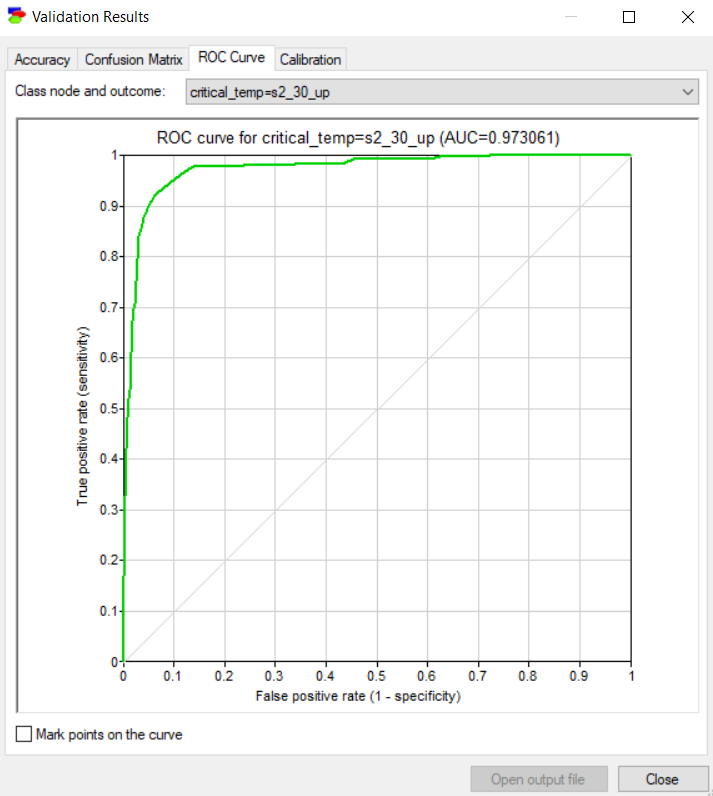 Validation Results
Accuracy Confusion Matrix ROC Curve Calibration
Class node and outcome: critical_temp=s2_30_up
ROC curve for critical_temp=s2_30_up (AUC=0.973061)
1
0.9
0.8
0.7
0.6
0.5
0.4
0.3
0.2
0.1
0
True positive rate (sensitivity)
0 0.1 0.2 0.3 0.4 0.5 0.6 0.7 0.8 0.9 1
False positive rate (1 - specificity)
Mark points on the curve
Open output file Close